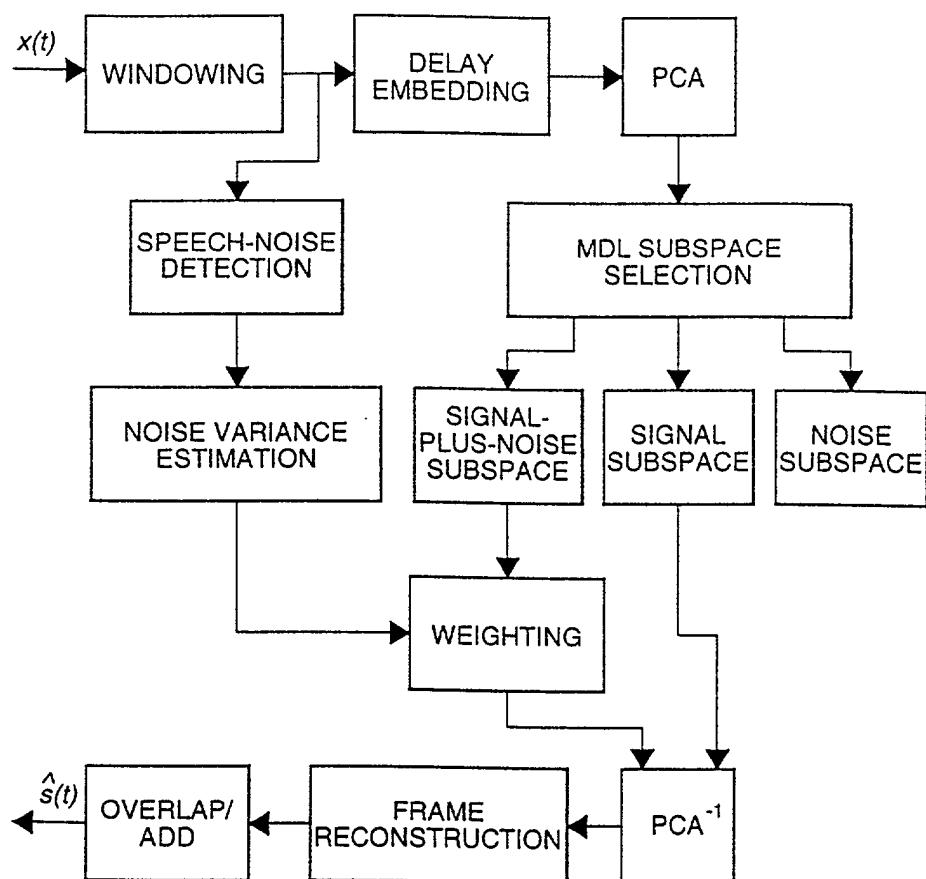 x(t)
WINDOWING
DELAY
EMBEDDING
PCA
SPEECH-NOISE
DETECTION
MDL SUBSPACE
SELECTION
NOISE VARIANCE
ESTIMATION
SIGNAL-
PLUS-NOISE
SUBSPACE
SIGNAL
SUBSPACE
NOISE
SUBSPACE
WEIGHTING
ŝ(t)
OVERLAP/
ADD
FRAME
RECONSTRUCTION
PCA⁻¹